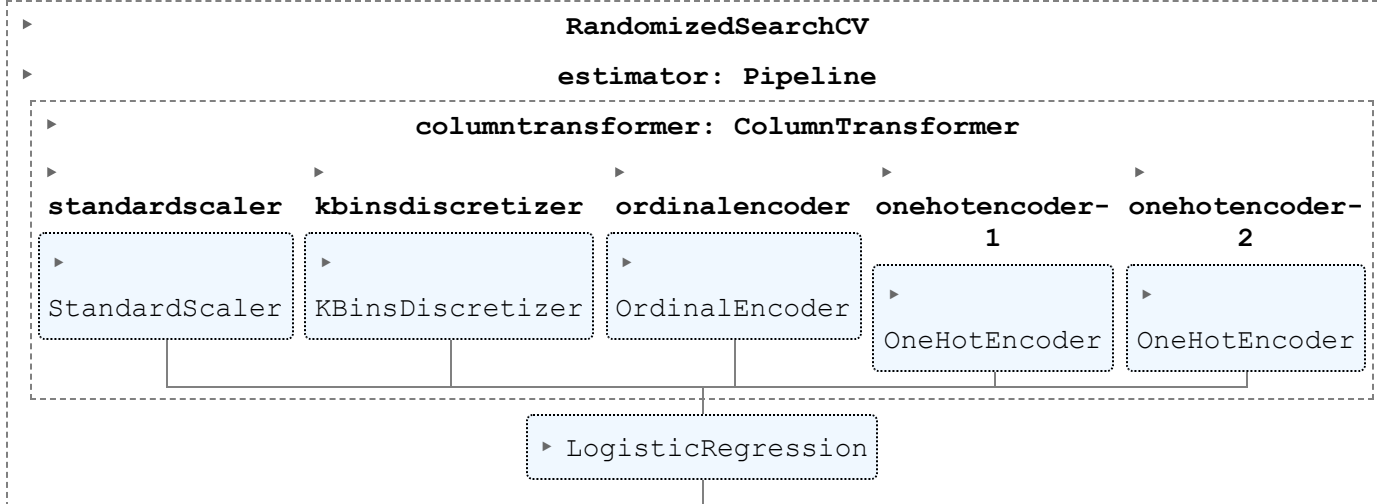 RandomizedSearchCV
estimator: Pipeline
columntransformer: ColumnTransformer
standardscaler kbinsdiscretizer ordinalencoder onehotencoder- onehotencoder-
1 2
StandardScaler KBinsDiscretizer OrdinalEncoder
OneHotEncoder OneHotEncoder
LogisticRegression